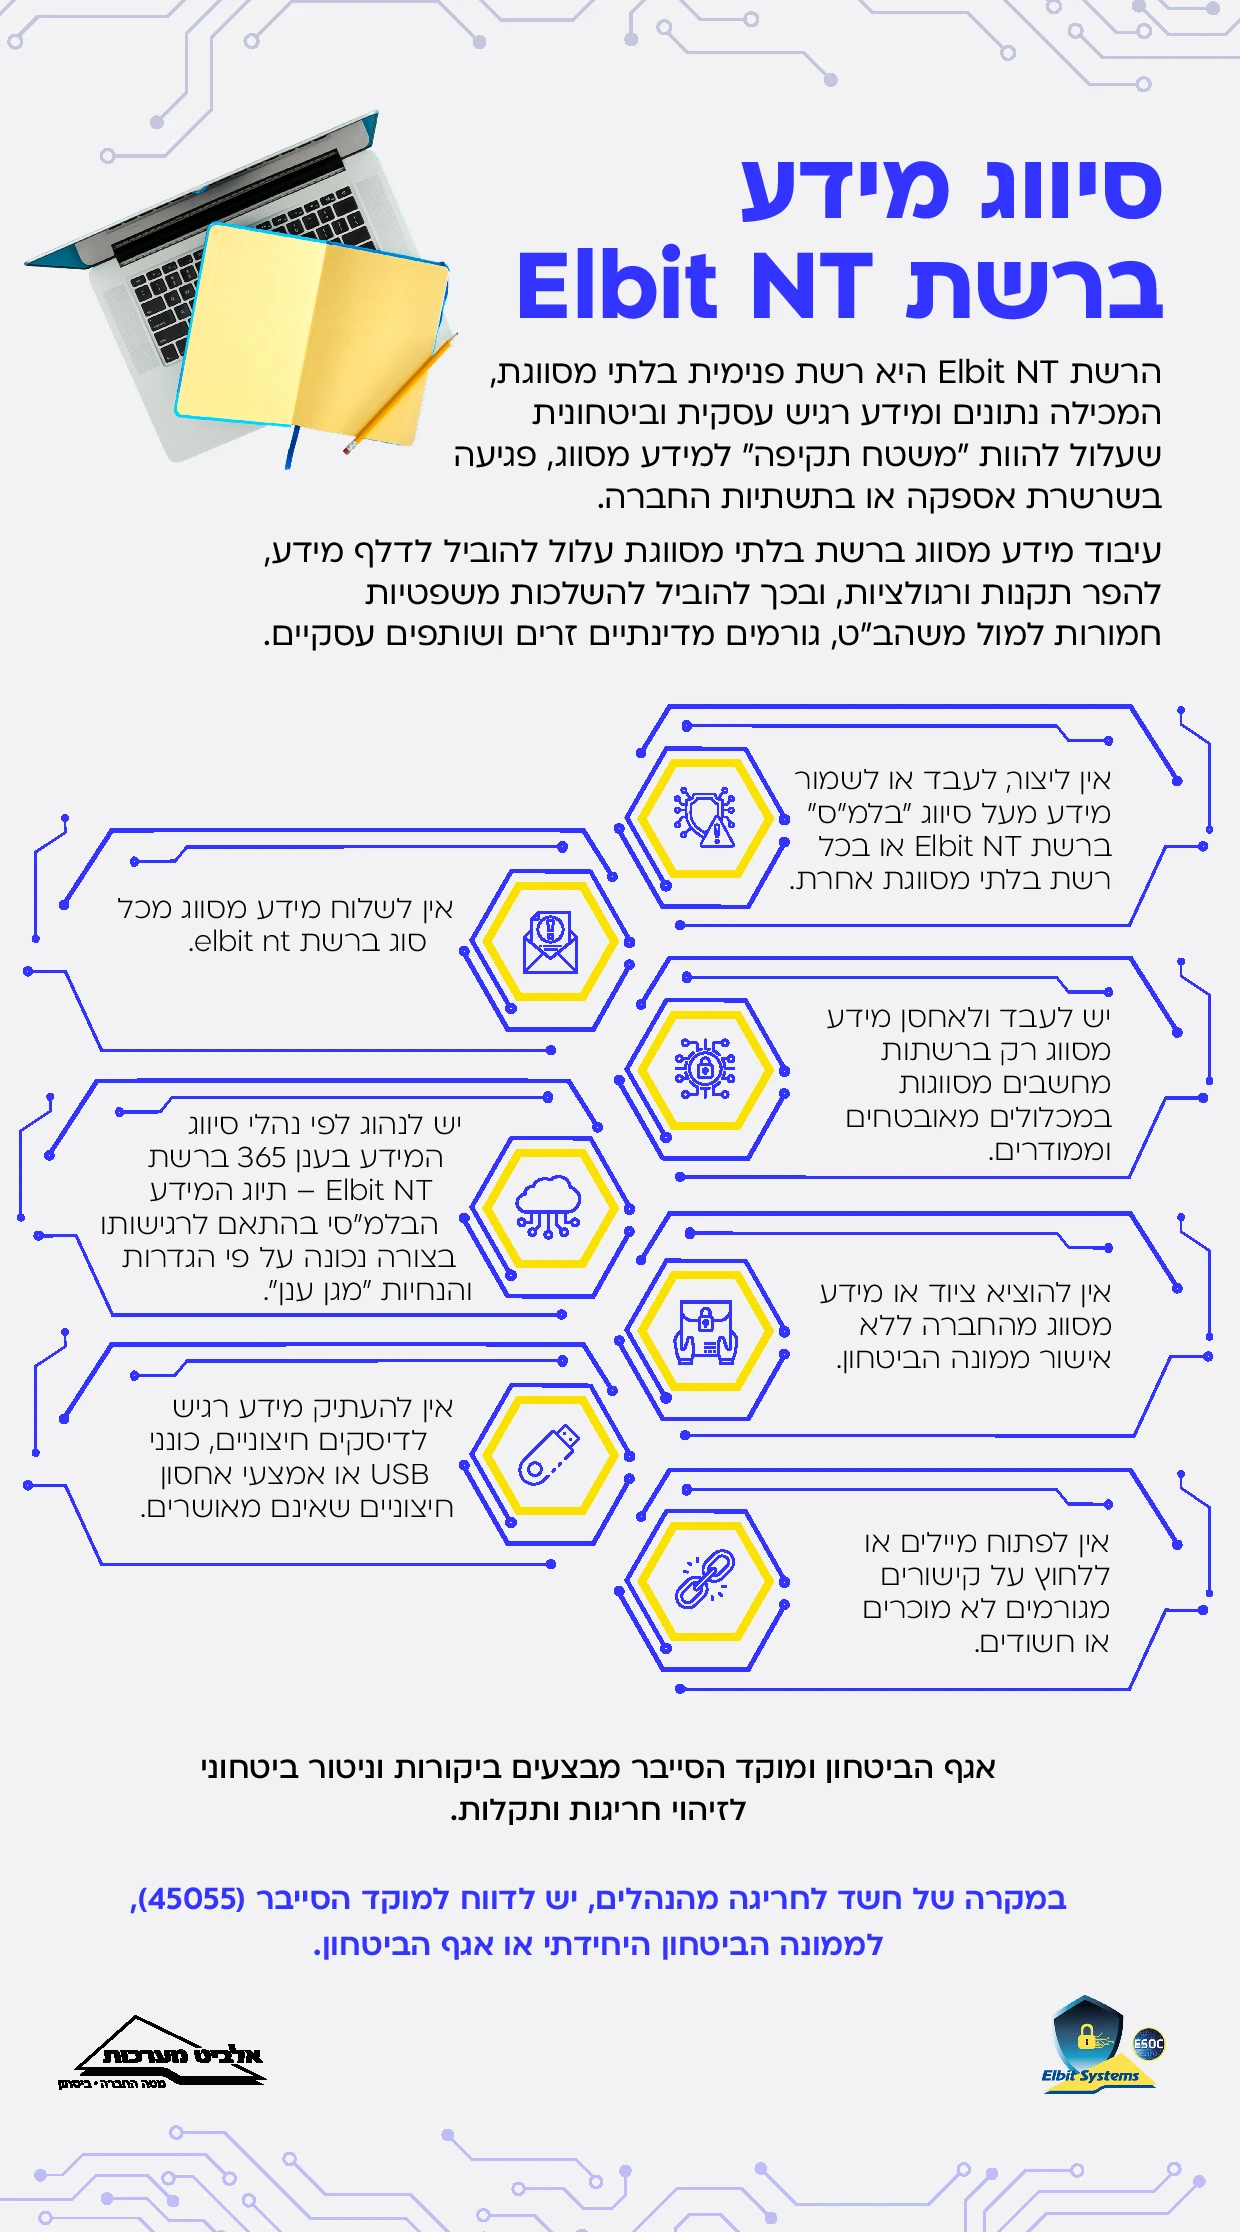 סיווג מידע
ברשת Elbit NT
הרשת Elbit NT היא רשת פנימית בלתי מסווגת,
המכילה נתונים ומידע רגיש עסקית וביטחונית
שעלול להוות "משטח תקיפה" למידע מסווג, פגיעה
בשרשרת אספקה או בתשתיות החברה.
עיבוד מידע מסווג ברשת בלתי מסווגת עלול להוביל לדלף מידע,
להפר תקנות ורגולציות, ובכך להוביל להשלכות משפטיות
חמורות למול משהב"ט, גורמים מדינתיים זרים ושותפים עסקיים.
אין ליצור, לעבד או לשמור
מידע מעל סיווג "בלמ"ס"
ברשת Elbit NT או בכל
רשת בלתי מסווגת אחרת.
אין לשלוח מידע מסווג מכל
סוג ברשת elbit nt.
יש לעבד ולאחסן מידע
מסווג רק ברשתות
מחשבים מסווגות
במכלולים מאובטחים
וממודרים.
יש לנהוג לפי נהלי סיווג
המידע בענן 365 ברשת
Elbit NT – תיוג המידע
הבלמ"סי בהתאם לרגישותו
בצורה נכונה על פי הגדרות
והנחיות "מגן ענן".
אין להוציא ציוד או מידע
מסווג מהחברה ללא
אישור ממונה הביטחון.
אין להעתיק מידע רגיש
לדיסקים חיצוניים, כונני
USB או אמצעי אחסון
חיצוניים שאינם מאושרים.
אין לפתוח מיילים או
ללחוץ על קישורים
מגורמים לא מוכרים
או חשודים.
אגף הביטחון ומוקד הסייבר מבצעים ביקורות וניטור ביטחוני
לזיהוי חריגות ותקלות.
במקרה של חשד לחריגה מהנהלים, יש לדווח למוקד הסייבר (45055),
לממונה הביטחון היחידתי או אגף הביטחון.
ESOC
Elbit Systems
אלביט מערכות
מטה החברה • ביטחון